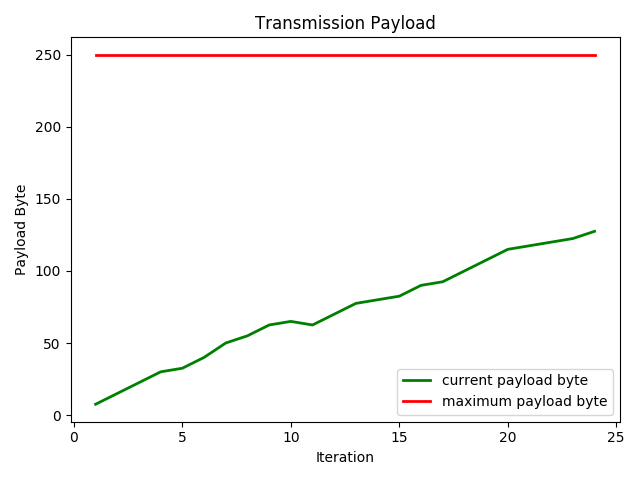 Transmission Payload
250
200
150
100
50
0
Payload Byte
current payload byte
maximum payload byte
0 5 10 15 20 25
Iteration